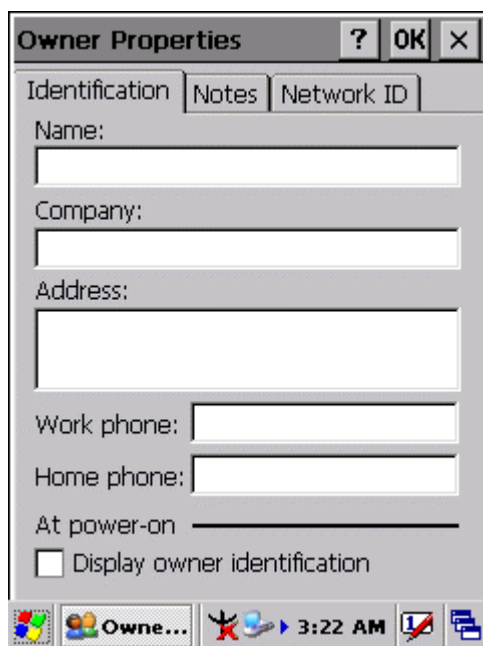 Owner Properties ? OK ×
Identification Notes Network ID
Name:
Company:
Address:
Work phone:
Home phone:
At power-on
Display owner identification
Owne... 3:22 AM 1